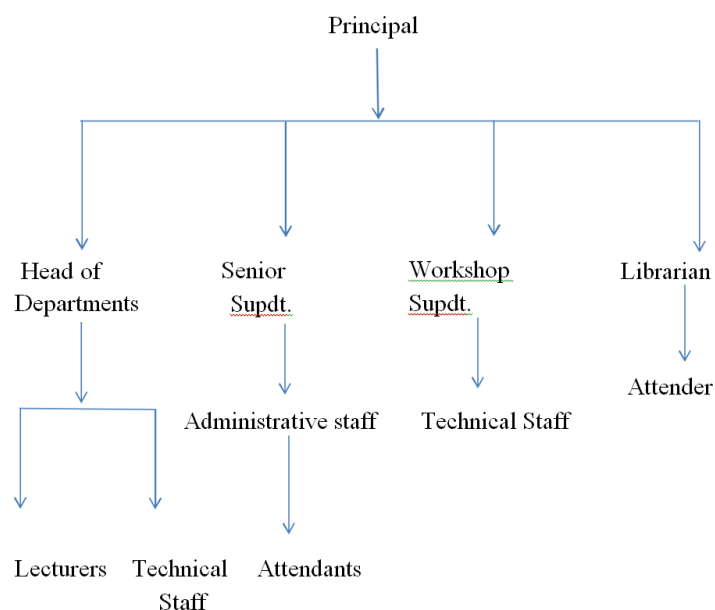 Principal
Head of
Departments
Senior
Supdt.
Workshop
Supdt.
Librarian
Attender
Administrative staff
Technical Staff
Lecturers
Technical
Staff
Attendants